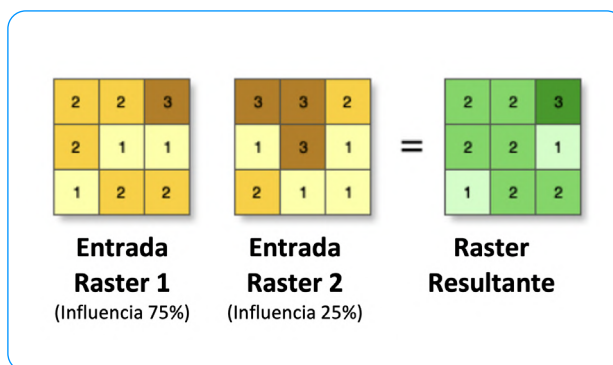 2 2 3 3 3 2 2 2 3
2 1 1 1 3 1 = 2 2 1
1 2 2 2 1 1 1 2 2
Entrada Entrada Raster
Raster 1 Raster 2 Resultante
(Influencia 75%) (Influencia 25%)